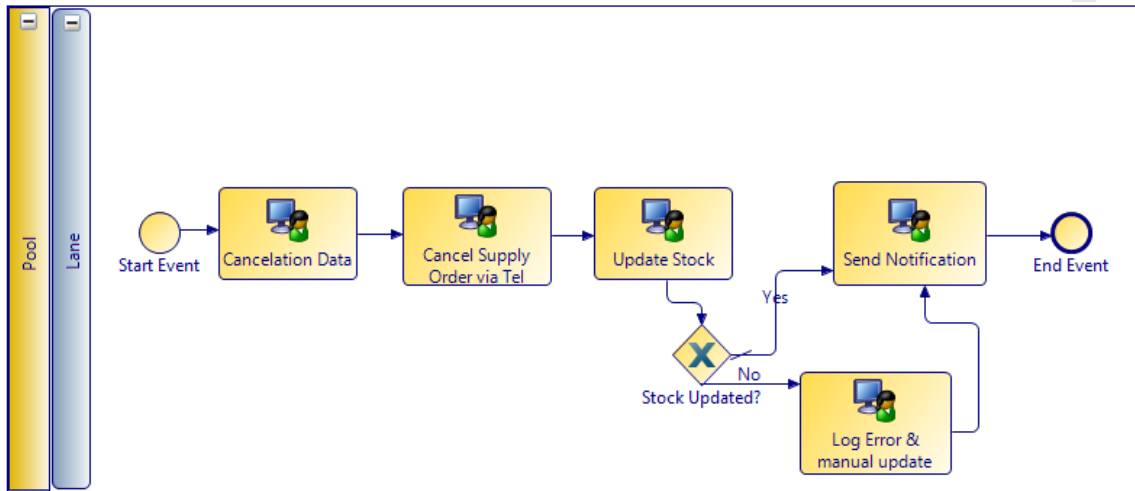 Pool
Lane
Start Event
Cancelation Data
Cancel Supply
Order via Tel
Update Stock
Send Notification
End Event
Yes
No
Stock Updated?
Log Error &
manual update